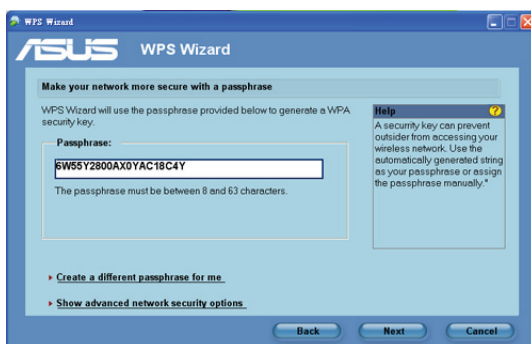 WPS Wizard
ASUS WPS Wizard
Make your network more secure with a passphrase
WPS Wizard will use the passphrase provided below to generate a WPA
security key.
Passphrase:
6W55Y2800AX0YAC18C4Y
The passphrase must be between 8 and 63 characters.
Help ?
A security key can prevent
outsider from accessing your
wireless network. Use the
automatically generated string
as your passphrase or assign
the passphrase manually."
Create a different passphrase for me
Show advanced network security options
Back Next Cancel